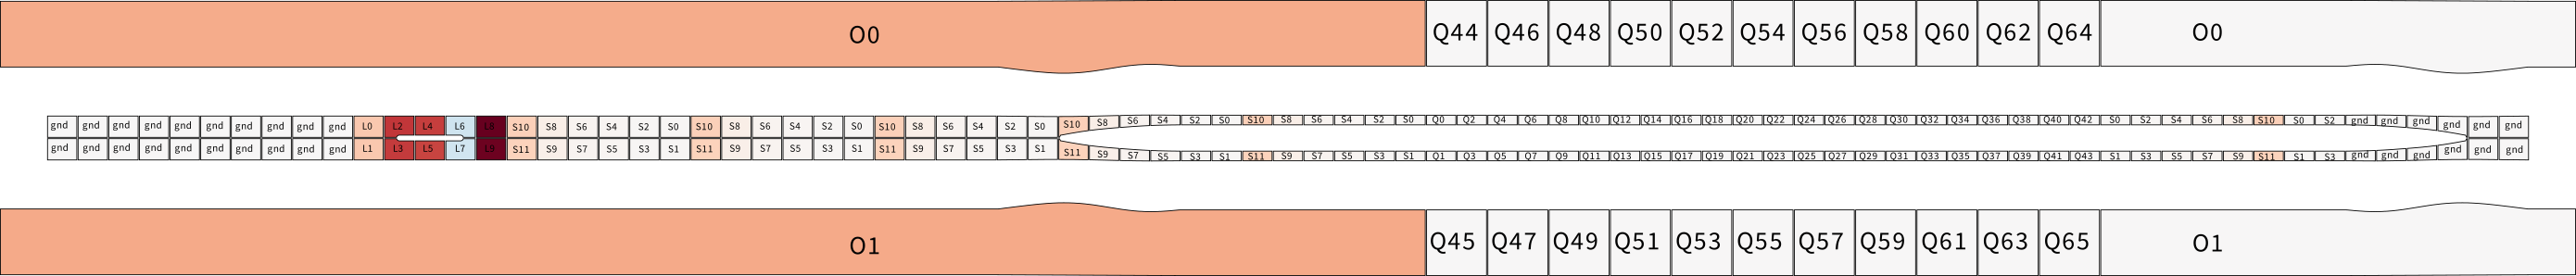 O0 Q44 Q46 Q48 Q50 Q52 Q54 Q56 Q58 Q60 Q62 Q64 O0
gnd gnd gnd gnd gnd gnd gnd gnd gnd gnd L0 L2 L4 L6 L8 S10 S8 S6 S4 S2 S0 S10 S8 S6 S4 S2 S0 S10 S8 S6 S4 S2 S0 S10 S8 S6 S4 S2 S0 S10 S8 S6 S4 S2 S0 Q0 Q2 Q4 Q6 Q8 Q10 Q12 Q14 Q16 Q18 Q20 Q22 Q24 Q26 Q28 Q30 Q32 Q34 Q36 Q38 Q40 Q42 S0 S2 S4 S6 S8 S10 S0 S2 gnd gnd gnd gnd gnd gnd
gnd gnd gnd gnd gnd gnd gnd gnd gnd gnd L1 L3 L5 L7 L9 S11 S9 S7 S5 S3 S1 S11 S9 S7 S5 S3 S1 S11 S9 S7 S5 S3 S1 S11 S9 S7 S5 S3 S1 S11 S9 S7 S5 S3 S1 Q1 Q3 Q5 Q7 Q9 Q11 Q13 Q15 Q17 Q19 Q21 Q23 Q25 Q27 Q29 Q31 Q33 Q35 Q37 Q39 Q41 Q43 S1 S3 S5 S7 S9 S11 S1 S3 gnd gnd gnd gnd gnd gnd
O1 Q45 Q47 Q49 Q51 Q53 Q55 Q57 Q59 Q61 Q63 Q65 O1